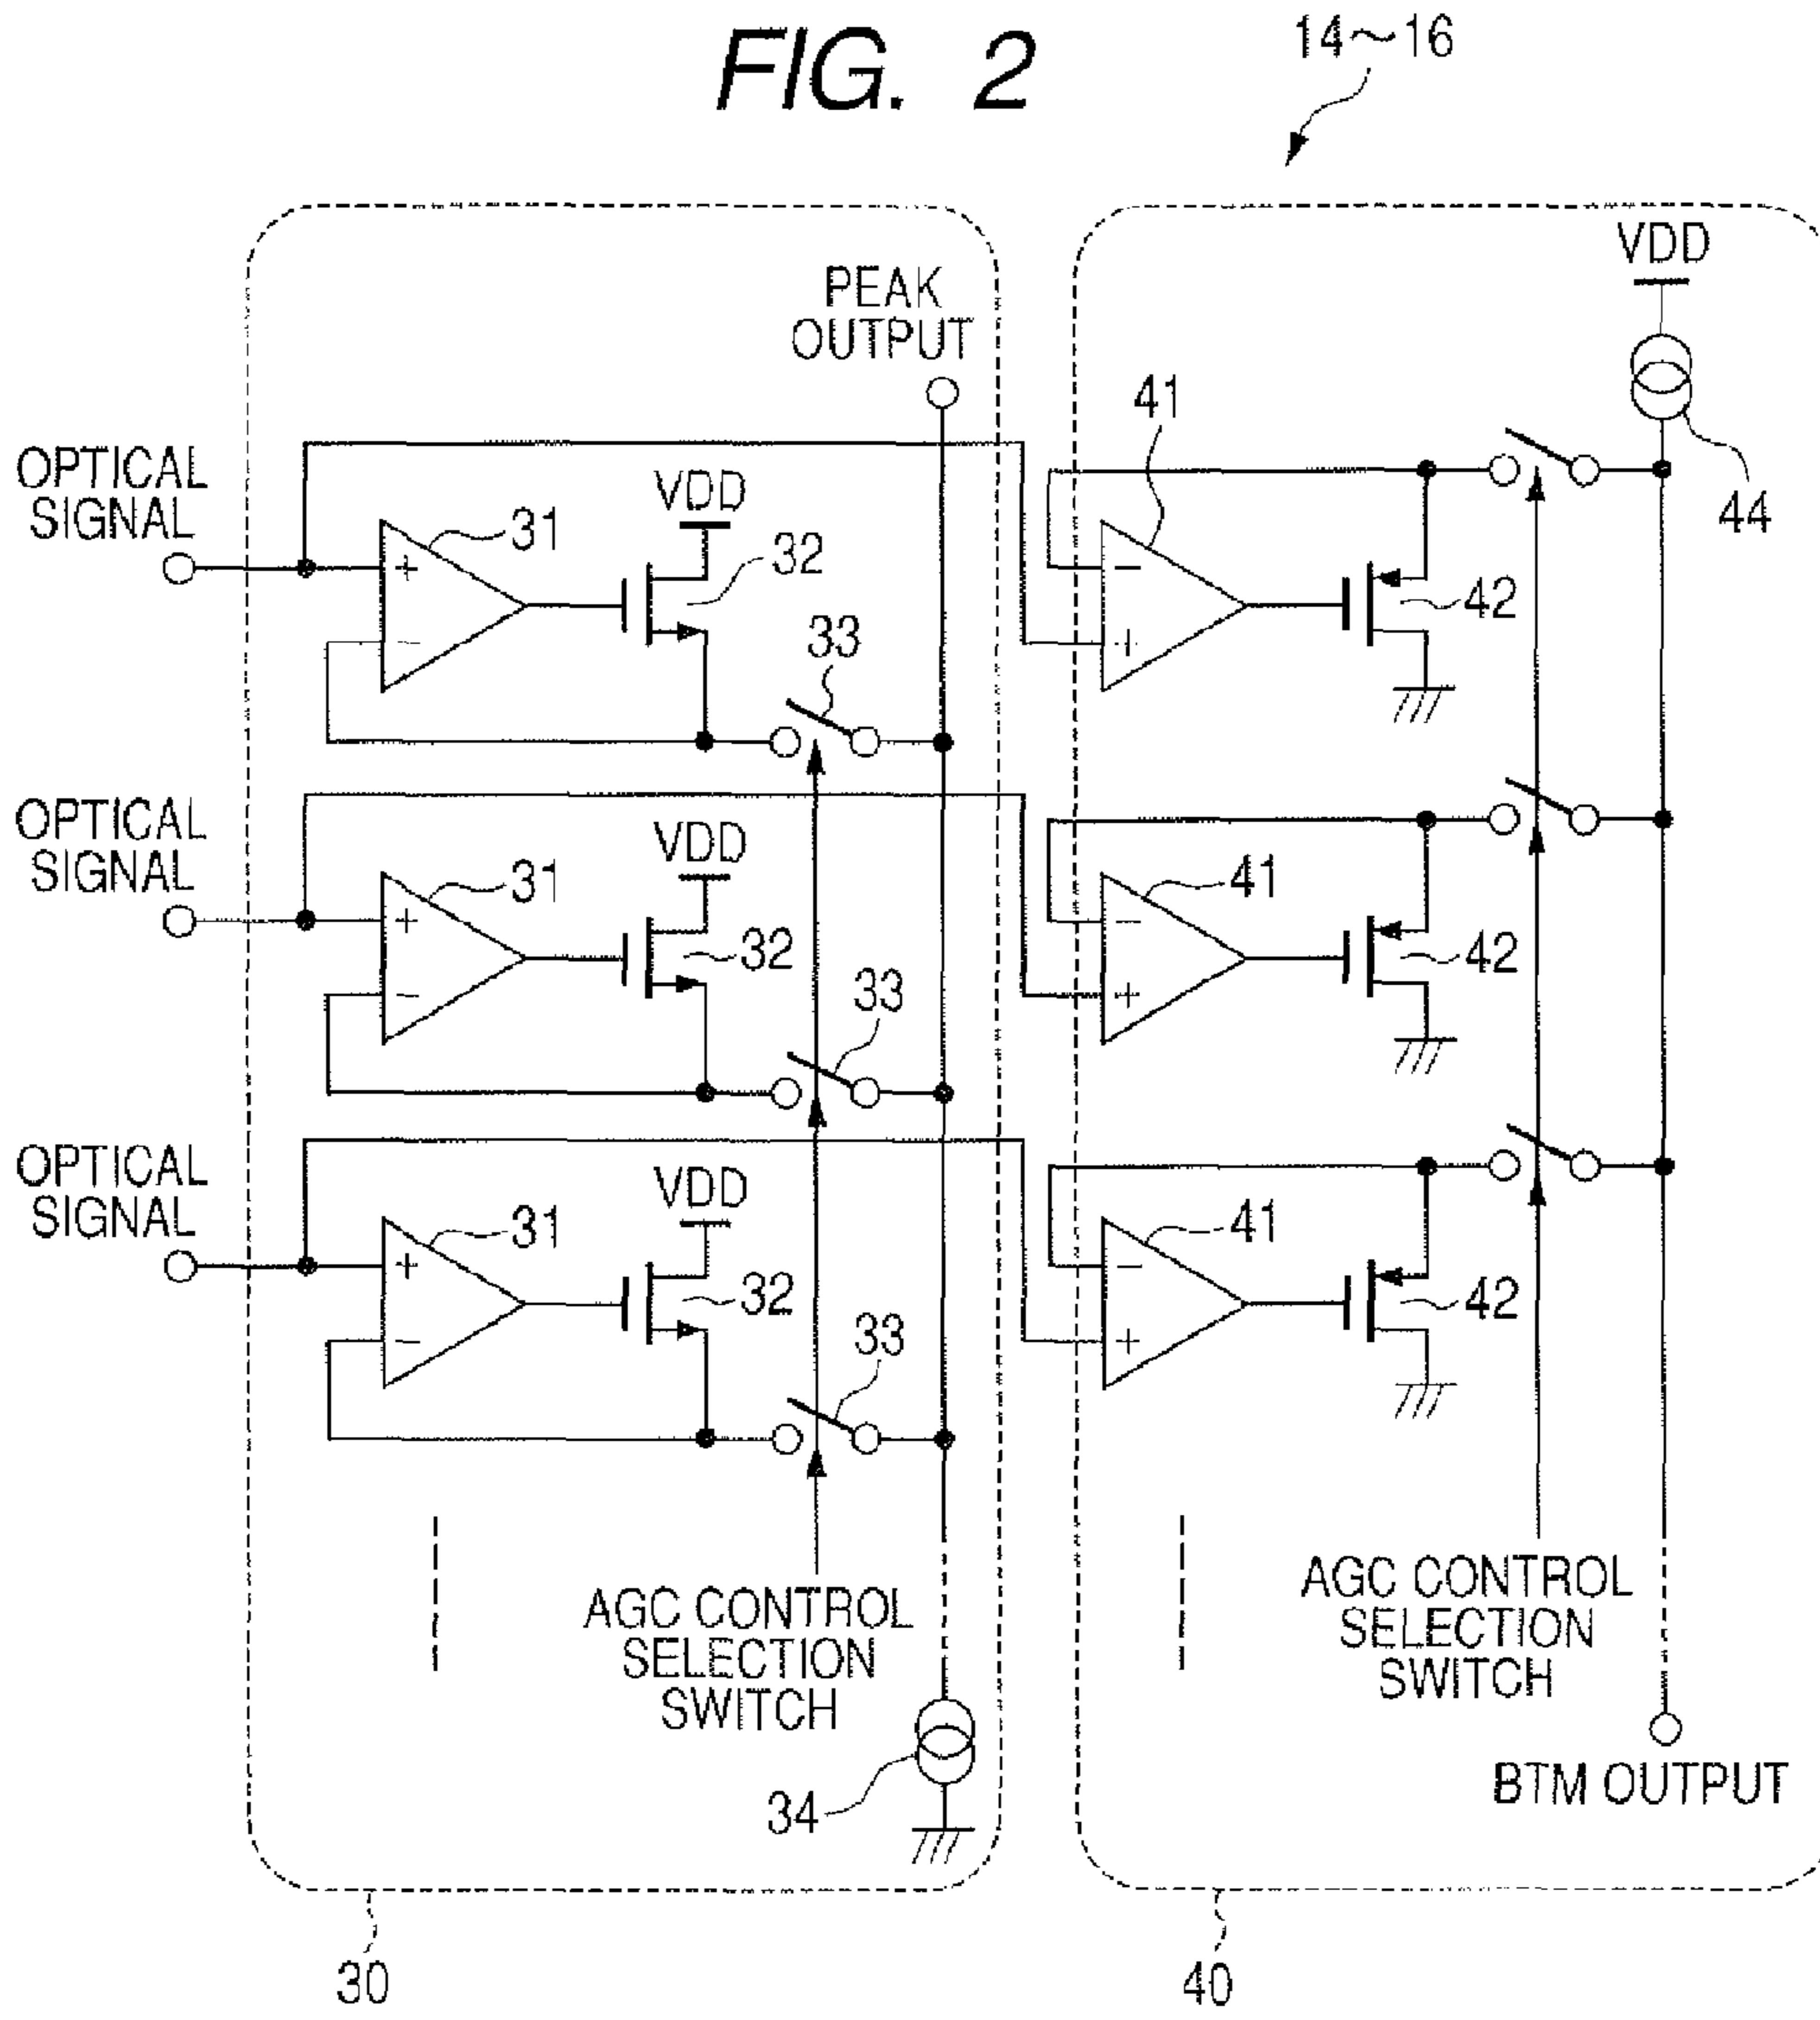 FIG. 2
14~16
VDD
PEAK
OUTPUT
41
44
OPTICAL
SIGNAL
+
−
31
VDD
32
33
−
+
42
OPTICAL
SIGNAL
+
−
31
VDD
32
33
41
−
+
42
OPTICAL
SIGNAL
+
−
31
VDD
32
33
41
−
+
42
AGC CONTROL
SELECTION
SWITCH
34
AGC CONTROL
SELECTION
SWITCH
BTM OUTPUT
30
40